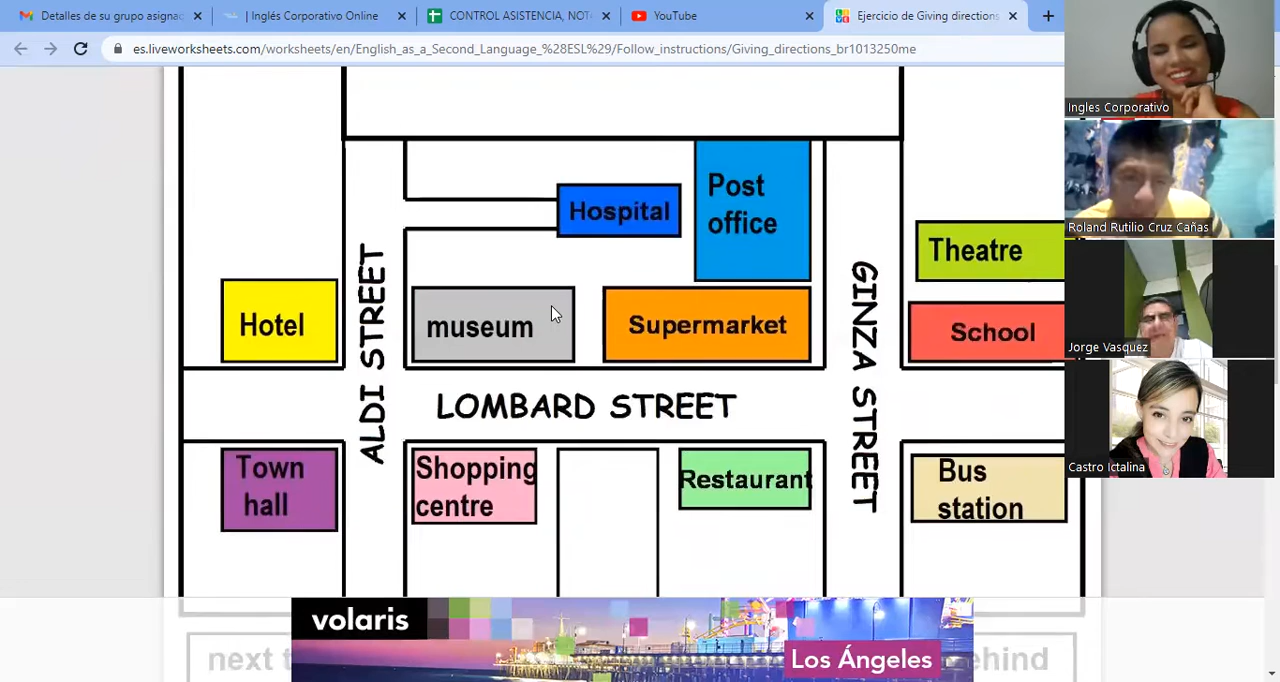 Detalles de su grupo asignac
Inglés Corporativo Online
CONTROL ASISTENCIA, NOT
YouTube
Ejercicio de Giving directions
es.liveworksheets.com/worksheets/en/English_as_a_Second_Language_%28ESL%29/Follow_instructions/Giving_directions_br1013250me
Ingles Corporativo
Roland Rutilio Cruz Cañas
Jorge Vasquez
Castro Ictalina
Hospital
Post
office
Theatre
Hotel
ALDI STREET
museum
Supermarket
GINZA STREET
School
LOMBARD STREET
Town
hall
Shopping
centre
Restaurant
Bus
station
volaris
Los Ángeles
next t
ehind